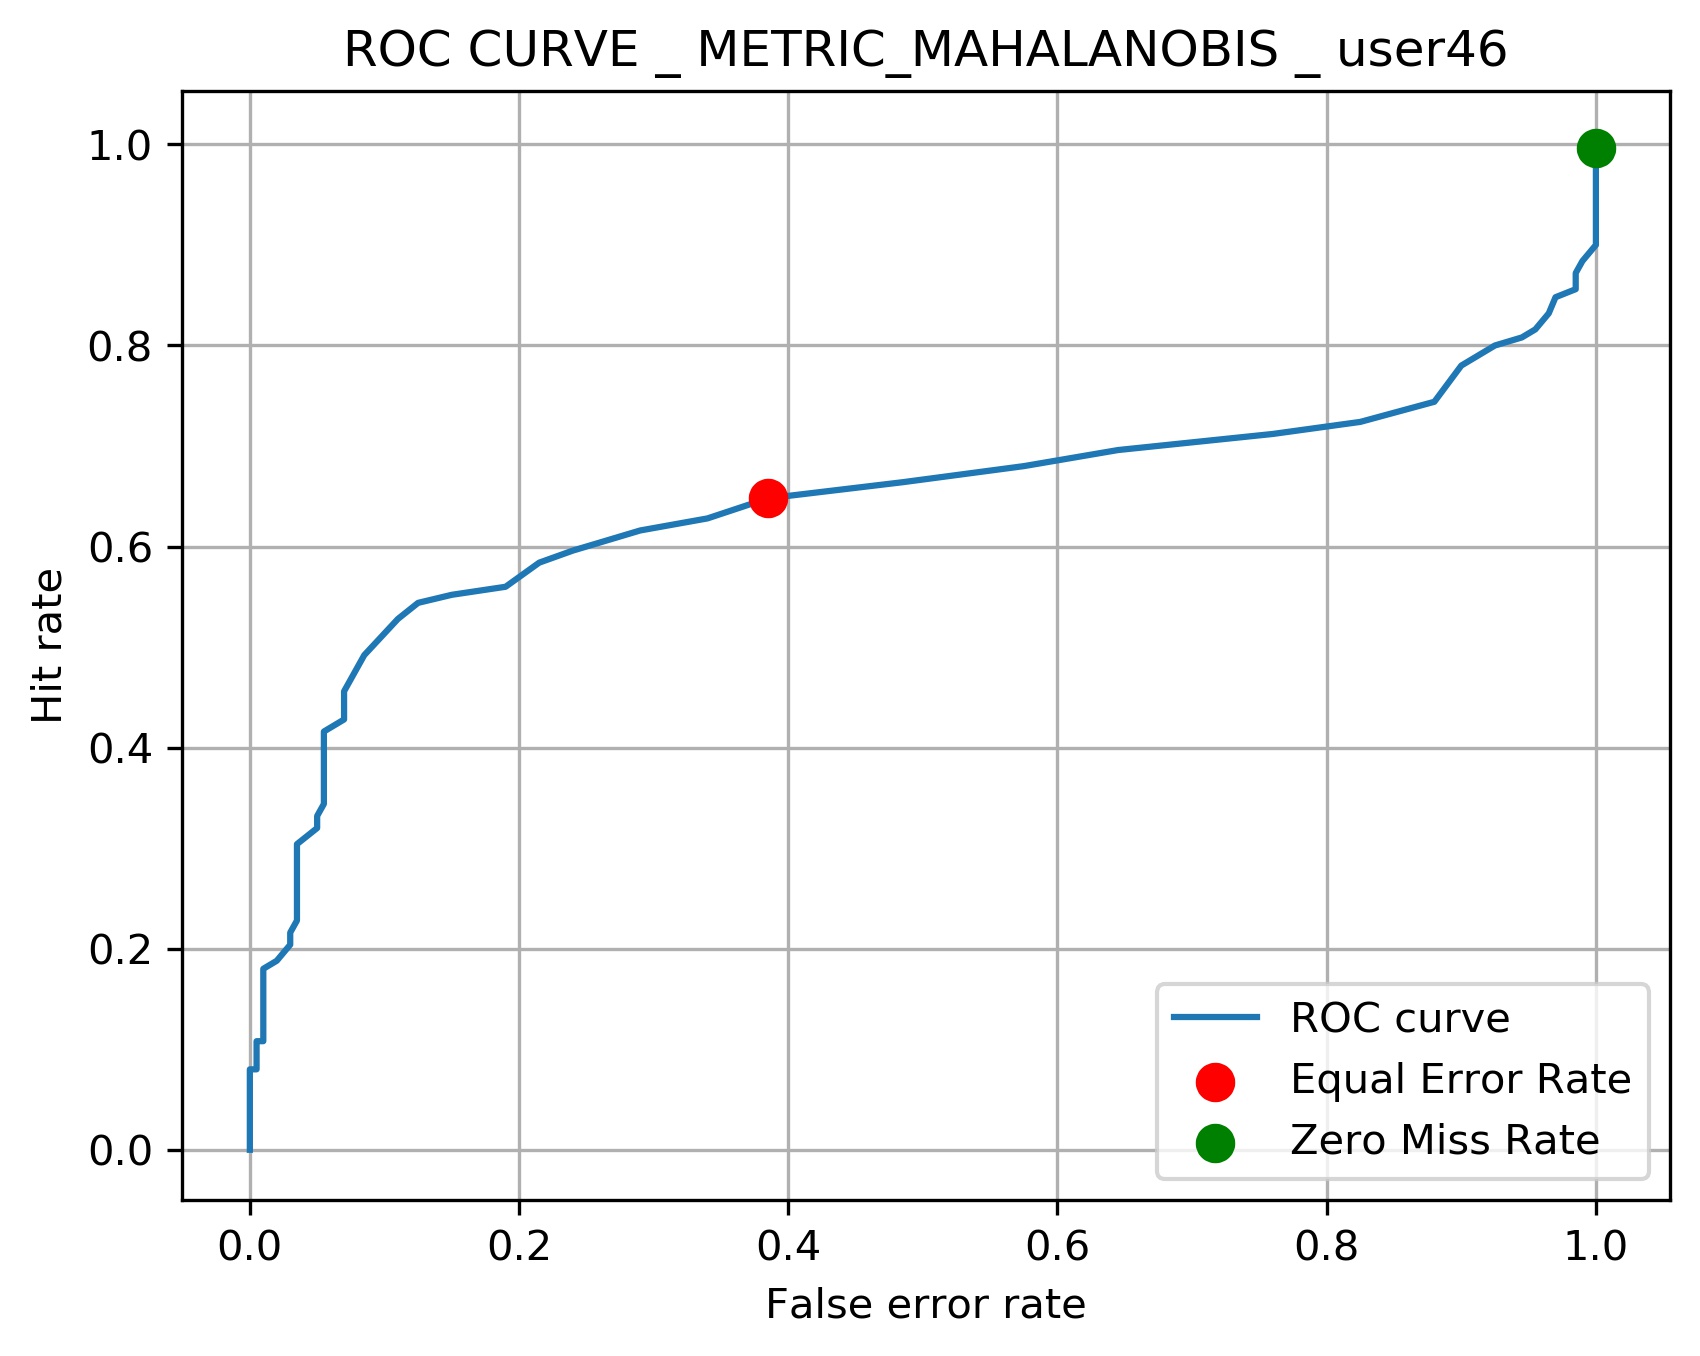 ROC CURVE _ METRIC_MAHALANOBIS _ user46
1.0
0.8
0.6
0.4
0.2
0.0
Hit rate
ROC curve
Equal Error Rate
Zero Miss Rate
0.0 0.2 0.4 0.6 0.8 1.0
False error rate